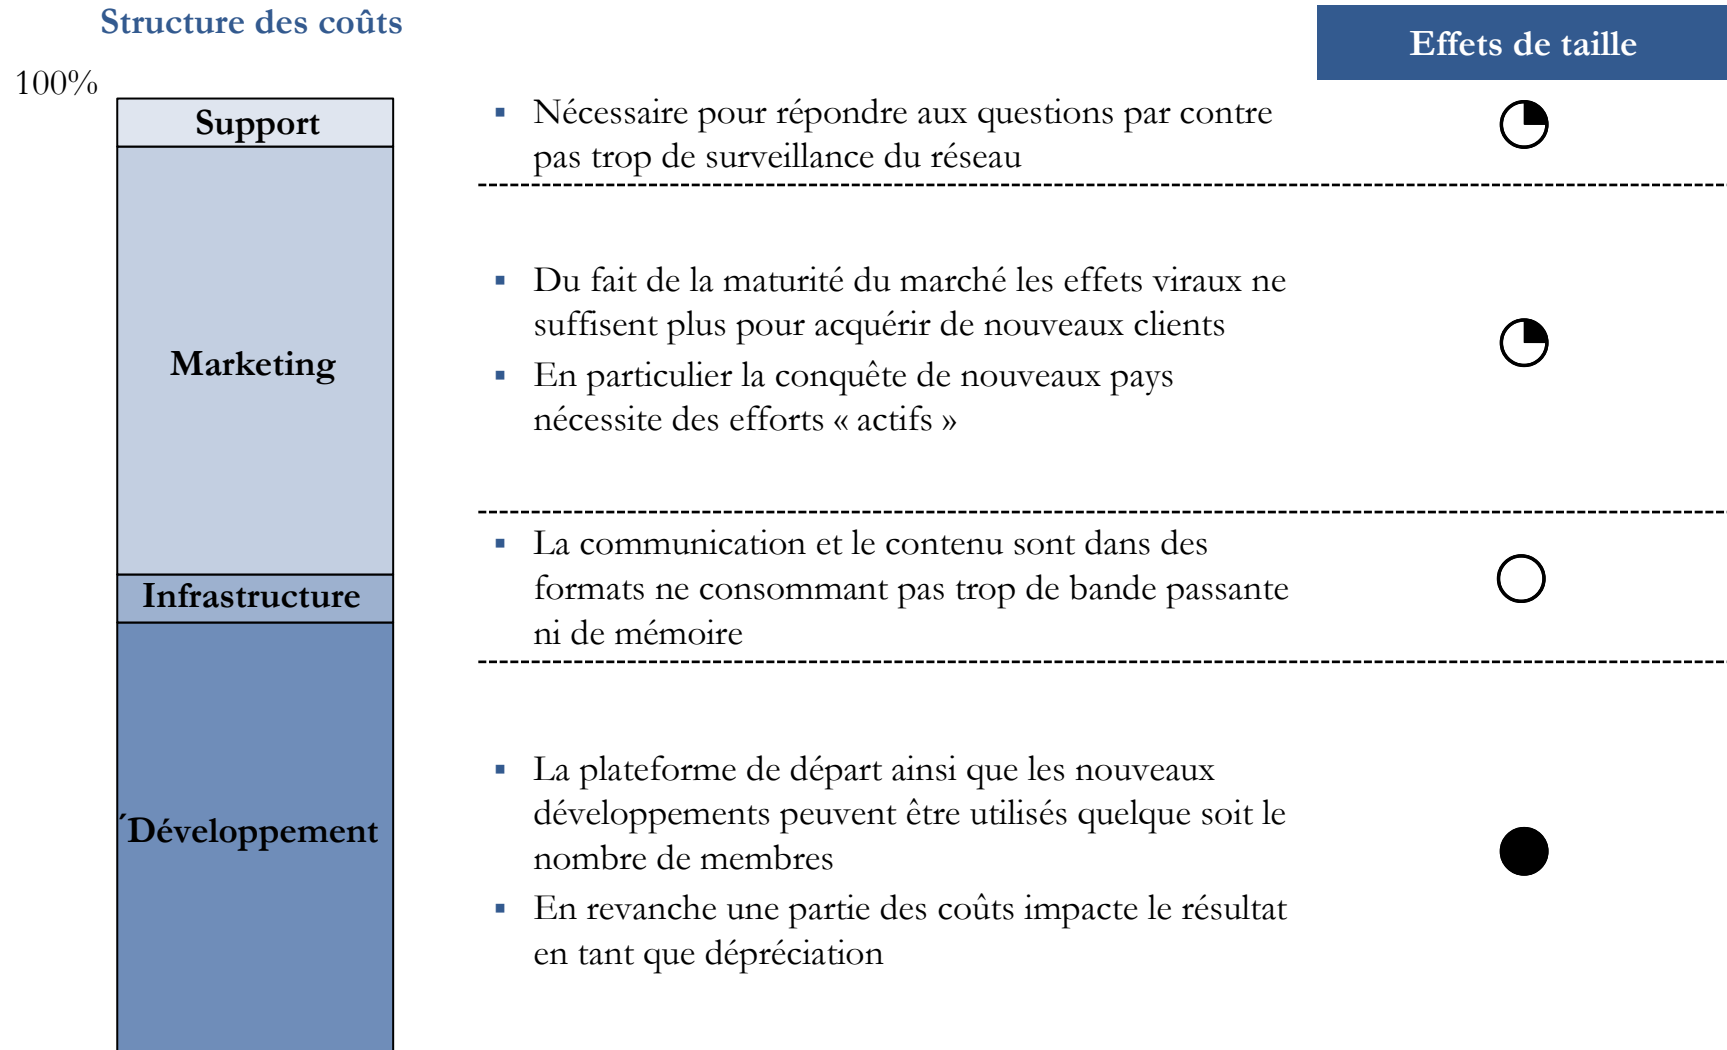 Structure des coûts
Effets de taille
100%
Support
▪ Nécessaire pour répondre aux questions par contre
pas trop de surveillance du réseau
Marketing
▪ Du fait de la maturité du marché les effets viraux ne
suffisent plus pour acquérir de nouveaux clients
▪ En particulier la conquête de nouveaux pays
nécessite des efforts « actifs »
Infrastructure
▪ La communication et le contenu sont dans des
formats ne consommant pas trop de bande passante
ni de mémoire
´Développement
▪ La plateforme de départ ainsi que les nouveaux
développements peuvent être utilisés quelque soit le
nombre de membres
▪ En revanche une partie des coûts impacte le résultat
en tant que dépréciation